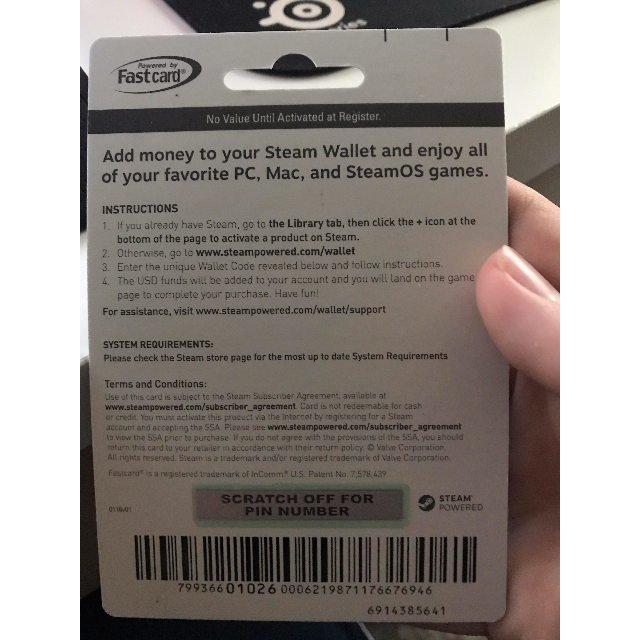 Powered by
Fastcard®
No Value Until Activated at Register.
Add money to your Steam Wallet and enjoy all
of your favorite PC, Mac, and SteamOS games.
INSTRUCTIONS
1. If you already have Steam, go to the Library tab, then click the + icon at the
bottom of the page to activate a product on Steam.
2. Otherwise, go to www.steampowered.com/wallet
3. Enter the unique Wallet Code revealed below and follow instructions.
4. The USD funds will be added to your account and you will land on the game
page to complete your purchase. Have fun!
For assistance, visit www.steampowered.com/wallet/support
SYSTEM REQUIREMENTS:
Please check the Steam store page for the most up to date System Requirements
Terms and Conditions:
Use of this card is subject to the Steam Subscriber Agreement, available at
www.steampowered.com/subscriber_agreement. Card is not redeemable for cash
or credit. You must activate this product via the Internet by registering for a Steam
account and accepting the SSA. Please see www.steampowered.com/subscriber_agreement
to view the SSA prior to purchase. If you do not agree with the provisions of the SSA, you should
return this card to your retailer in accordance with their return policy. © Valve Corporation.
All rights reserved. Steam is a trademark and/or registered trademark of Valve Corporation.
Fastcard® is a registered trademark of InComm® U.S. Patent No. 7,578,439
SCRATCH OFF FOR
PIN NUMBER
STEAM
POWERED
799366010260006219871176676946
6914385641